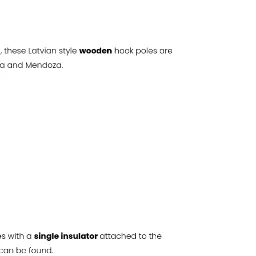 , these Latvian style wooden hook poles are
a and Mendoza.
s with a single insulator attached to the
can be found.